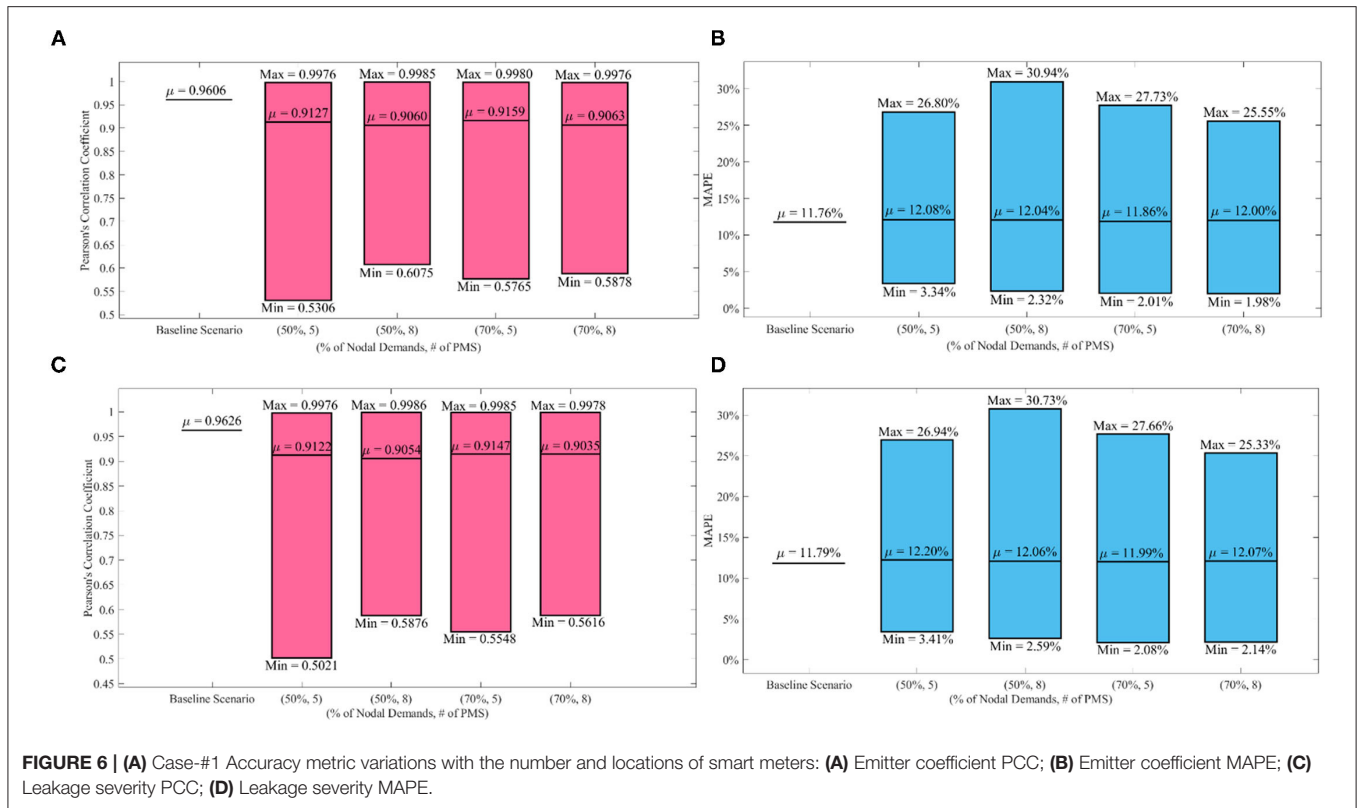 A
Pearson's Correlation Coefficient
1
0.95
0.9
0.85
0.8
0.75
0.7
0.65
0.6
0.55
0.5
μ = 0.9606
Max = 0.9976
μ = 0.9127
Min = 0.5306
Max = 0.9985
μ = 0.9060
Min = 0.6075
Max = 0.9980
μ = 0.9159
Min = 0.5765
Max = 0.9976
μ = 0.9063
Min = 0.5878
Baseline Scenario
(50%, 5)
(50%, 8)
(70%, 5)
(70%, 8)
(% of Nodal Demands, # of PMS)
B
MAPE
30%
25%
20%
15%
10%
5%
0%
μ = 11.76%
Max = 26.80%
μ = 12.08%
Min = 3.34%
Max = 30.94%
μ = 12.04%
Min = 2.32%
Max = 27.73%
μ = 11.86%
Min = 2.01%
Max = 25.55%
μ = 12.00%
Min = 1.98%
Baseline Scenario
(50%, 5)
(50%, 8)
(70%, 5)
(70%, 8)
(% of Nodal Demands, # of PMS)
C
Pearson's Correlation Coefficient
1
0.95
0.9
0.85
0.8
0.75
0.7
0.65
0.6
0.55
0.5
0.45
μ = 0.9626
Max = 0.9976
μ = 0.9122
Min = 0.5021
Max = 0.9986
μ = 0.9054
Min = 0.5876
Max = 0.9985
μ = 0.9147
Min = 0.5548
Max = 0.9978
μ = 0.9035
Min = 0.5616
Baseline Scenario
(50%, 5)
(50%, 8)
(70%, 5)
(70%, 8)
(% of Nodal Demands, # of PMS)
D
MAPE
30%
25%
20%
15%
10%
5%
0%
μ = 11.79%
Max = 26.94%
μ = 12.20%
Min = 3.41%
Max = 30.73%
μ = 12.06%
Min = 2.59%
Max = 27.66%
μ = 11.99%
Min = 2.08%
Max = 25.33%
μ = 12.07%
Min = 2.14%
Baseline Scenario
(50%, 5)
(50%, 8)
(70%, 5)
(70%, 8)
(% of Nodal Demands, # of PMS)
FIGURE 6 | (A) Case-#1 Accuracy metric variations with the number and locations of smart meters: (A) Emitter coefficient PCC; (B) Emitter coefficient MAPE; (C)
Leakage severity PCC; (D) Leakage severity MAPE.